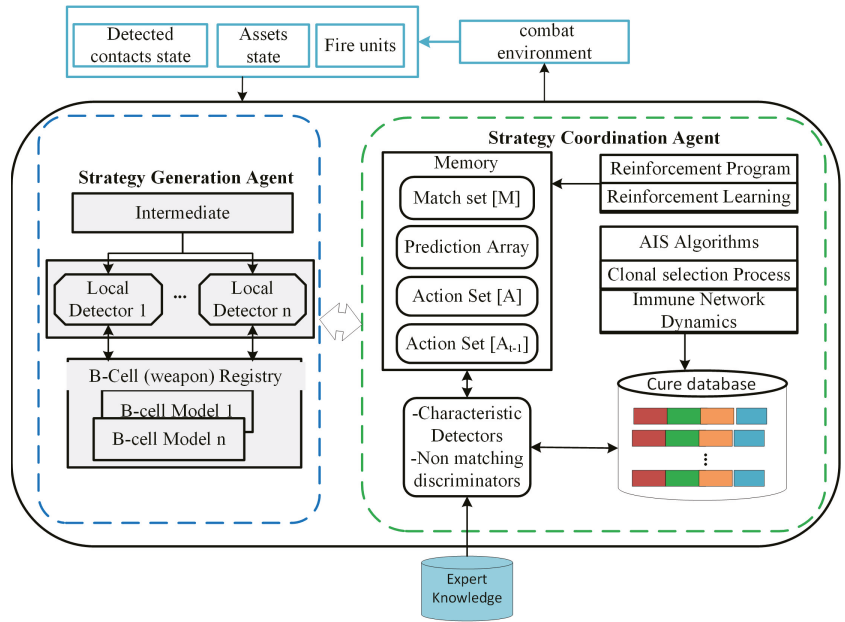 Detected
contacts state
Assets
state
Fire units
combat
environment
Strategy Generation Agent
Intermediate
Local
Detector 1
...
Local
Detector n
B-Cell (weapon) Registry
B-cell Model 1
B-cell Model n
Strategy Coordination Agent
Memory
Match set [M]
Prediction Array
Action Set [A]
Action Set [At-1]
-Characteristic
Detectors
-Non matching
discriminators
Reinforcement Program
Reinforcement Learning
AIS Algorithms
Clonal selection Process
Immune Network
Dynamics
Cure database
Expert
Knowledge